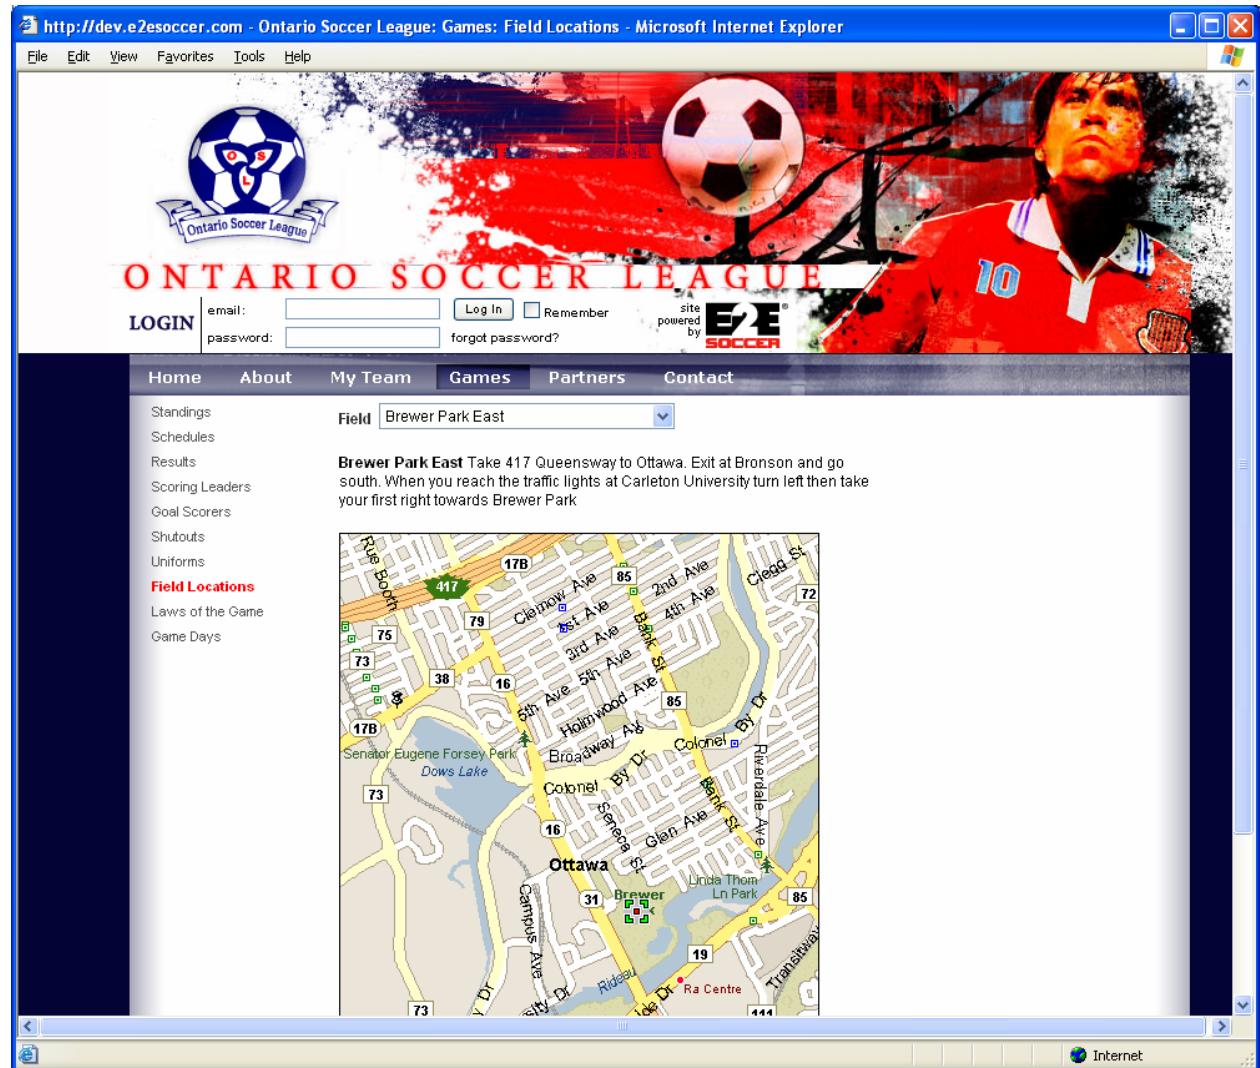 http://dev.e2esoccer.com - Ontario Soccer League: Games: Field Locations - Microsoft Internet Explorer
File Edit View Favorites Tools Help
O S
L
Ontario Soccer League
10
ONTARIO SOCCER LEAGUE
LOGIN
email:
Log In
Remember
password:
forgot password?
site
powered
by
E2E®
SOCCER
Home About My Team Games Partners Contact
Standings
Schedules
Results
Scoring Leaders
Goal Scorers
Shutouts
Uniforms
Field Locations
Laws of the Game
Game Days
Field Brewer Park East
Brewer Park East Take 417 Queensway to Ottawa. Exit at Bronson and go
south. When you reach the traffic lights at Carleton University turn left then take
your first right towards Brewer Park
Rue Booth
417
17B
85
2nd Ave
Clegg St
72
Clemow Ave
1st Ave
4th Ave
79
75
3rd Ave
Bank St
73
5th Ave
38
16
5th Ave
Holmwood Ave
85
17B
Broadway Av
Colonel By Dr
Senator Eugene Forsey Park
Dows Lake
Riverdale Ave
Colonel By Dr
73
Seneca St
Bank St
16
Glen Ave
Ottawa
Linda Thom
Ln Park
31
Brewer
85
Campus Ave
19
Rideau
Ra Centre
Transitway
73
111
Internet